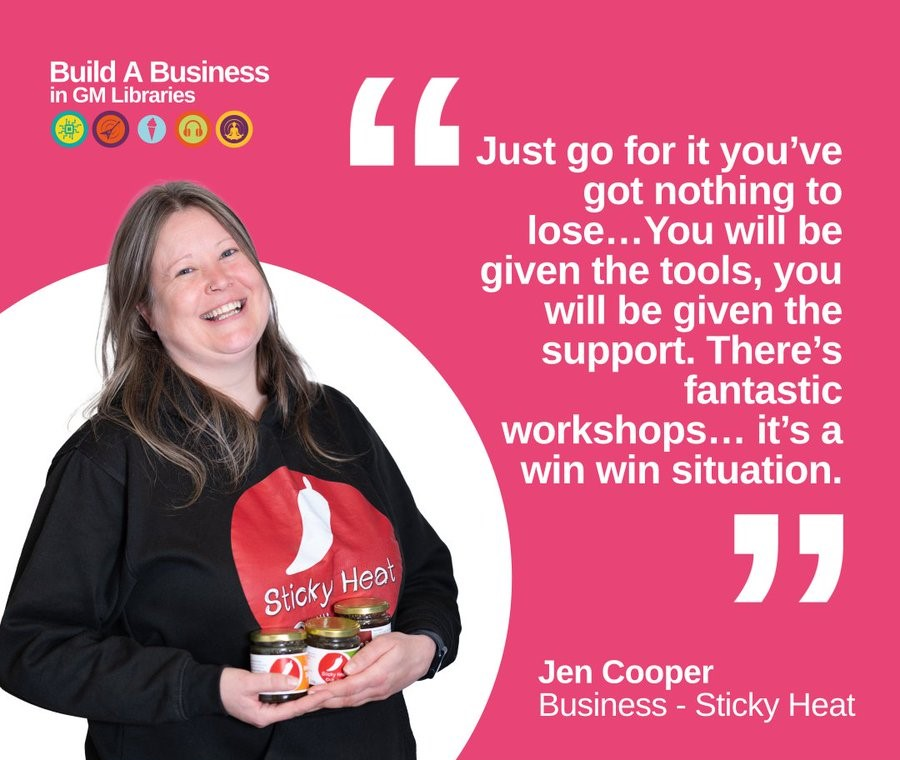 Build A Business
in GM Libraries
“
Just go for it you’ve
got nothing to
lose…You will be
given the tools, you
will be given the
support. There’s
fantastic
workshops… it’s a
win win situation.
”
Sticky Heat
Jen Cooper
Business - Sticky Heat